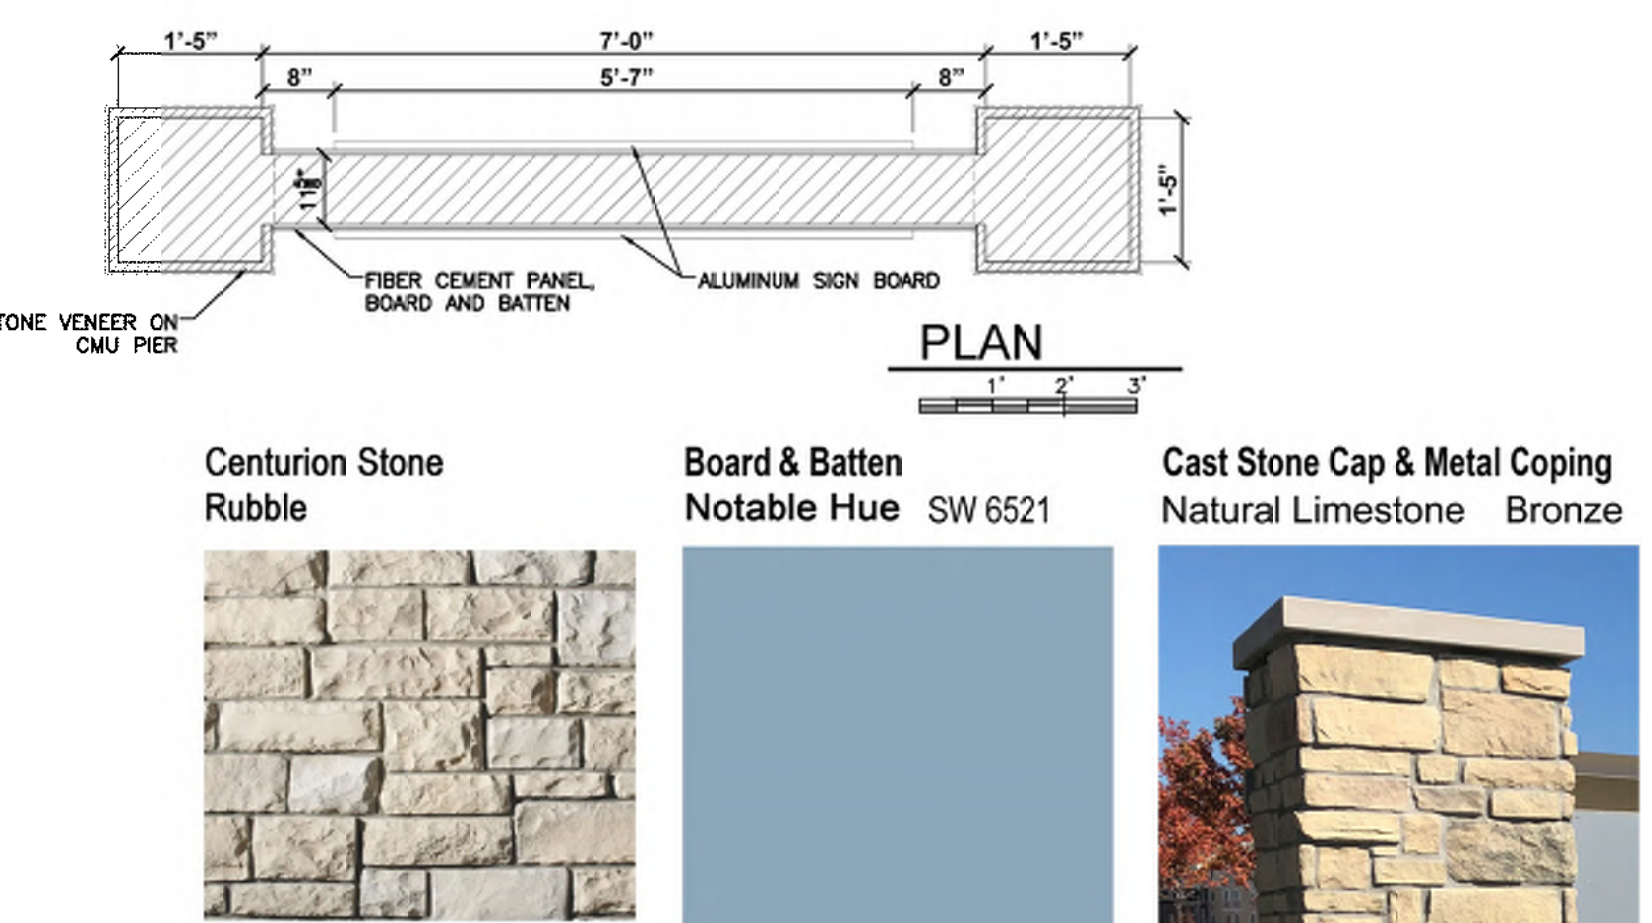 1'-5" 7'-0" 1'-5"
8" 5'-7" 8"
1'-5"
FIBER CEMENT PANEL,
BOARD AND BATTEN
ALUMINUM SIGN BOARD
TONE VENEER ON
CMU PIER
PLAN
1' 2' 3'
Centurion Stone
Rubble
Board & Batten
Notable Hue SW 6521
Cast Stone Cap & Metal Coping
Natural Limestone Bronze